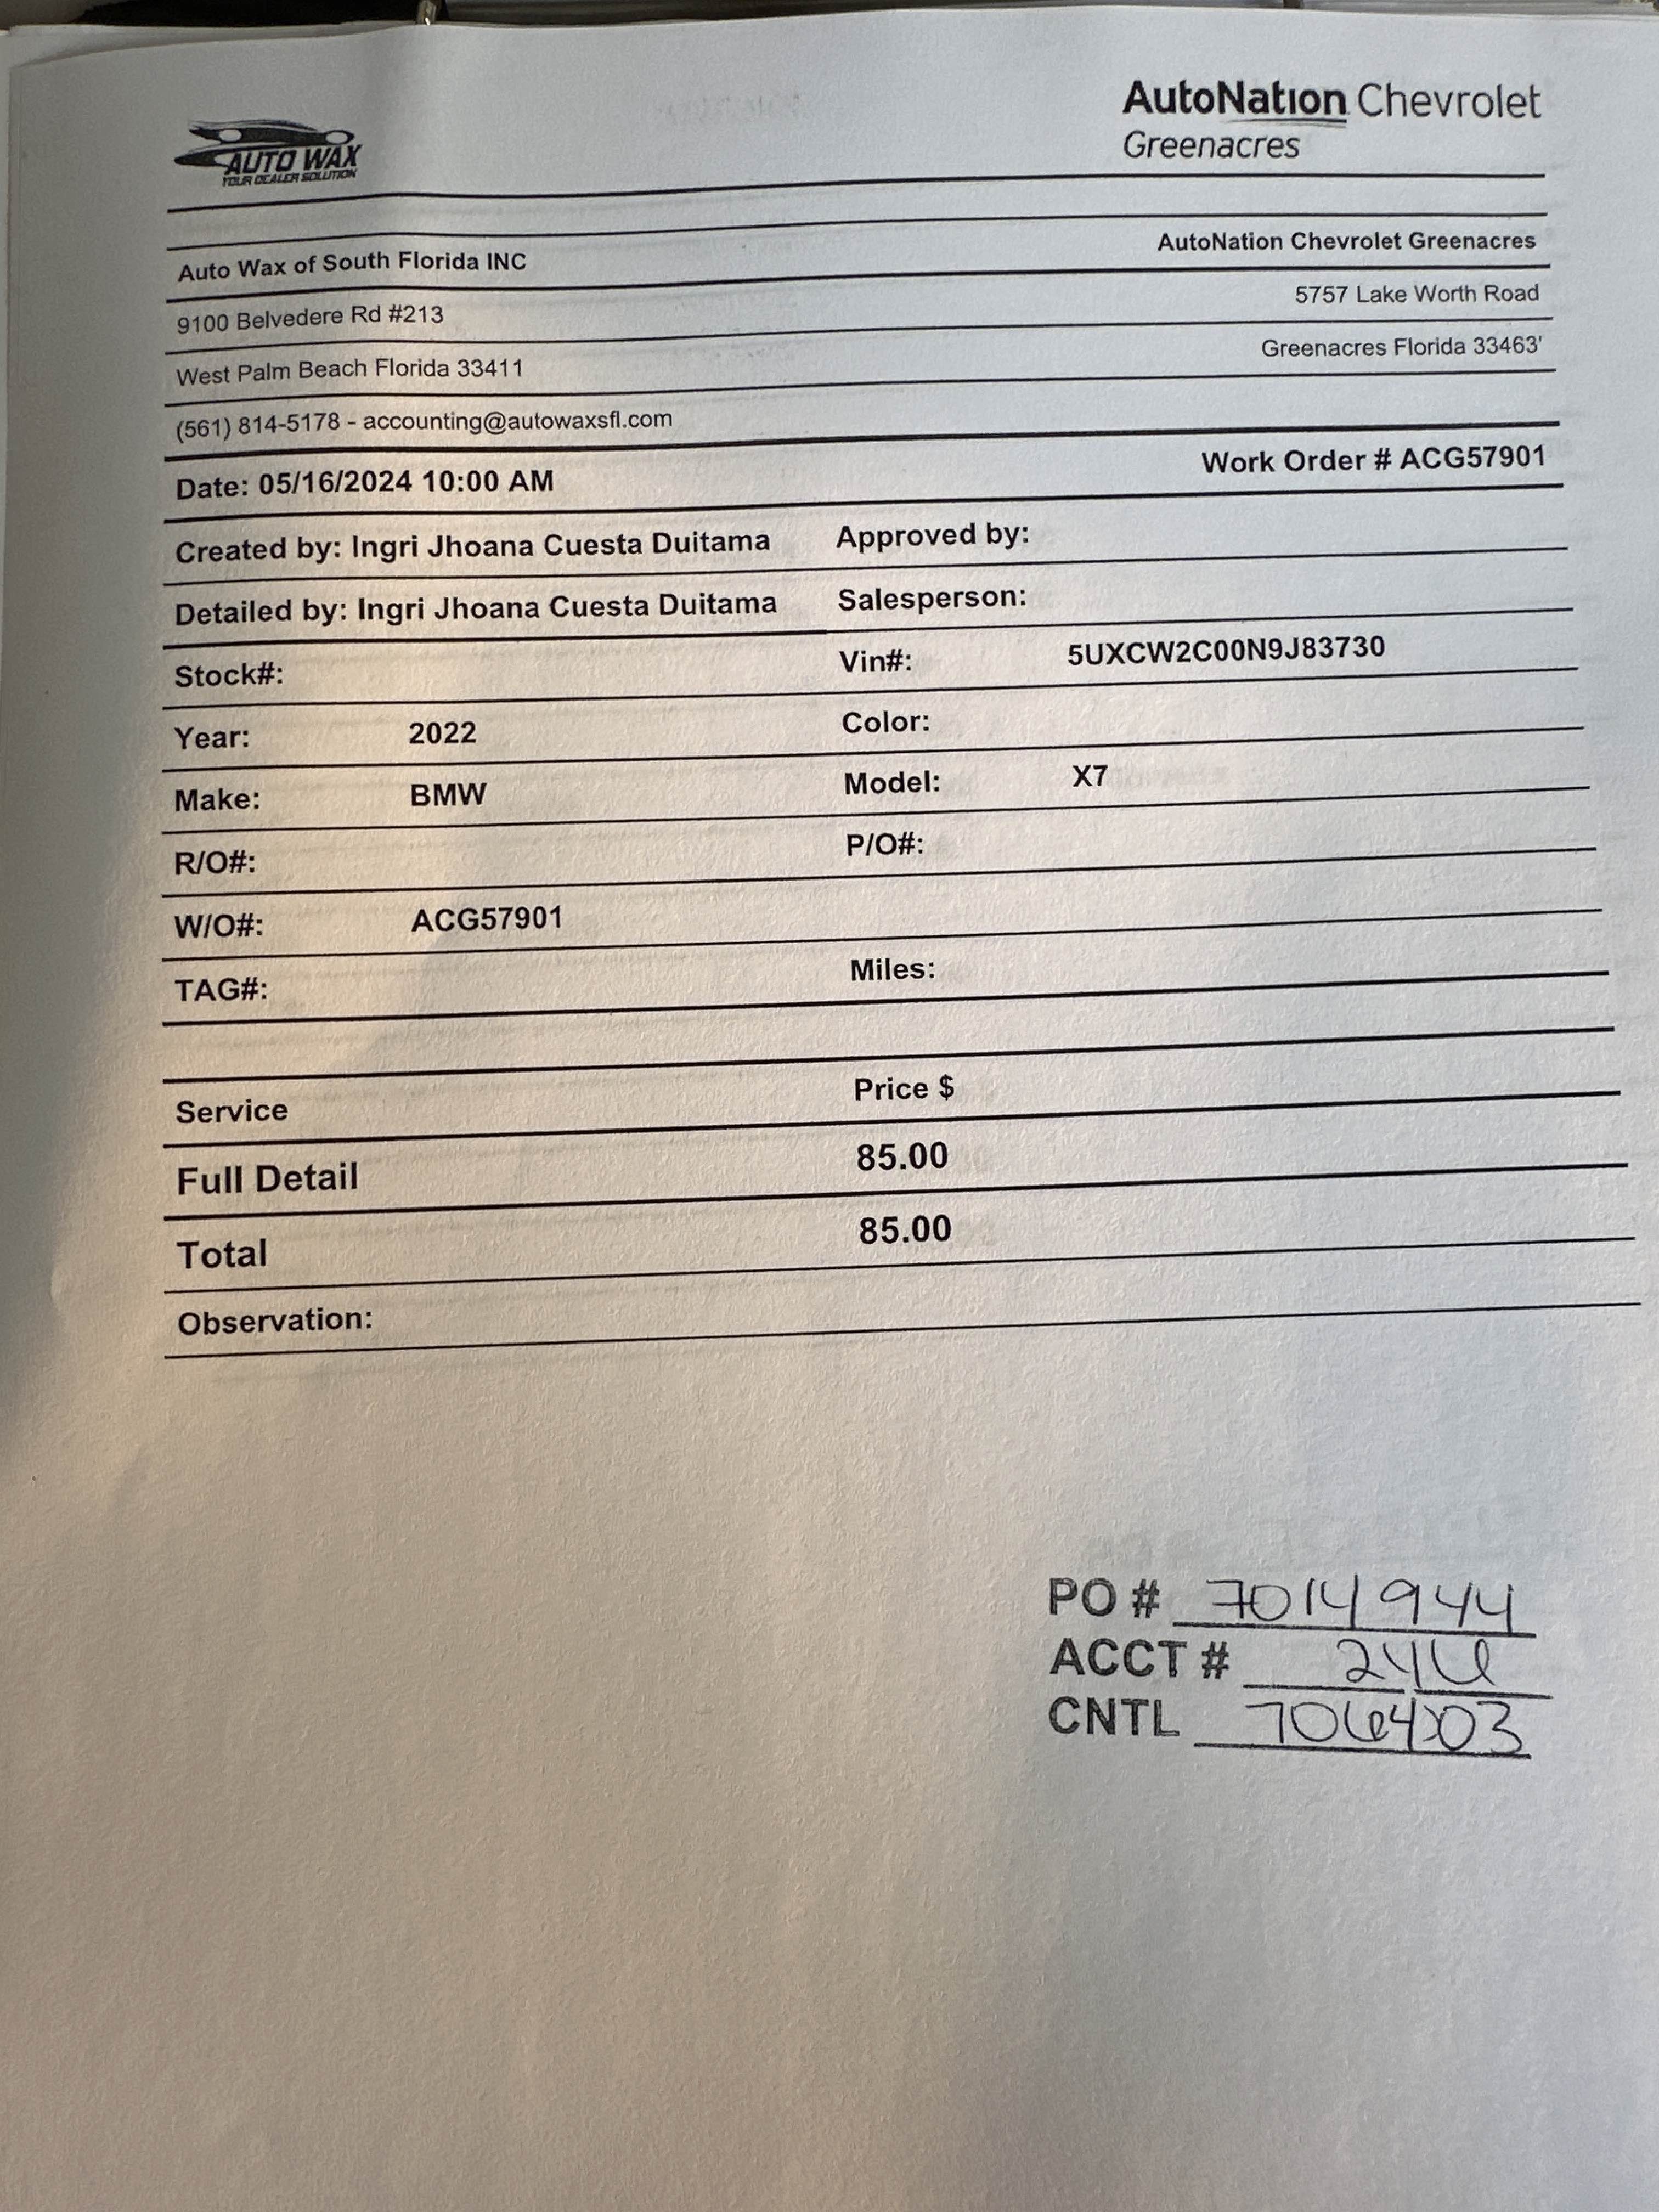 AUTO WAX
YOUR DEALER SOLUTION
AutoNation Chevrolet
Greenacres
Auto Wax of South Florida INC
AutoNation Chevrolet Greenacres
9100 Belvedere Rd #213
5757 Lake Worth Road
West Palm Beach Florida 33411
Greenacres Florida 33463'
(561) 814-5178 - accounting@autowaxsfl.com
Date: 05/16/2024 10:00 AM
Work Order # ACG57901
Created by: Ingri Jhoana Cuesta Duitama Approved by:
Detailed by: Ingri Jhoana Cuesta Duitama Salesperson:
Stock#: Vin#: 5UXCW2C00N9J83730
Year: 2022 Color:
Make: BMW Model: X7
R/O#: P/O#:
W/O#: ACG57901
TAG#: Miles:
Service Price $
Full Detail 85.00
Total 85.00
Observation:
PO # 7014944
ACCT # 246
CNTL